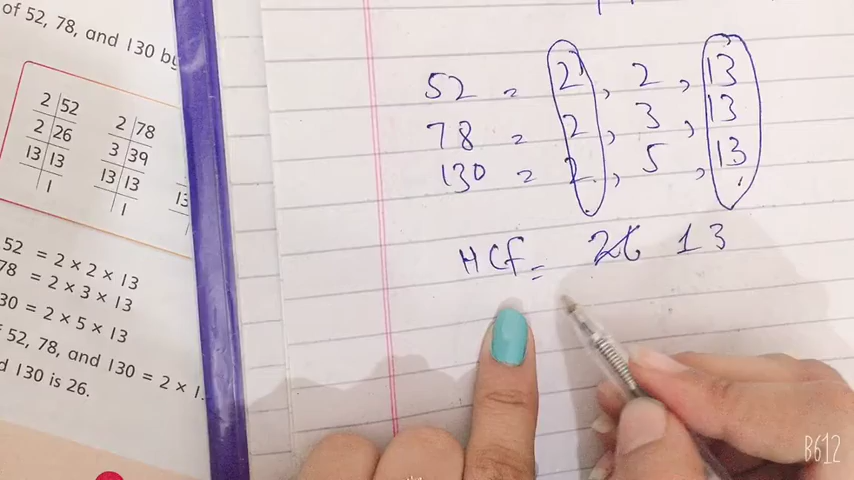 of 52, 78, and 130 by
2 52
2 26
13 13
1
2 78
3 39
13 13
1
13
52 = 2 × 2 × 13
78 = 2 × 3 × 13
30 = 2 × 5 × 13
f 52, 78, and 130 = 2 × 1
d 130 is 26.
52 = 2, 2, 13
78 = 2, 3, 13
130 = 2, 5, 13
HCF = 13
B612